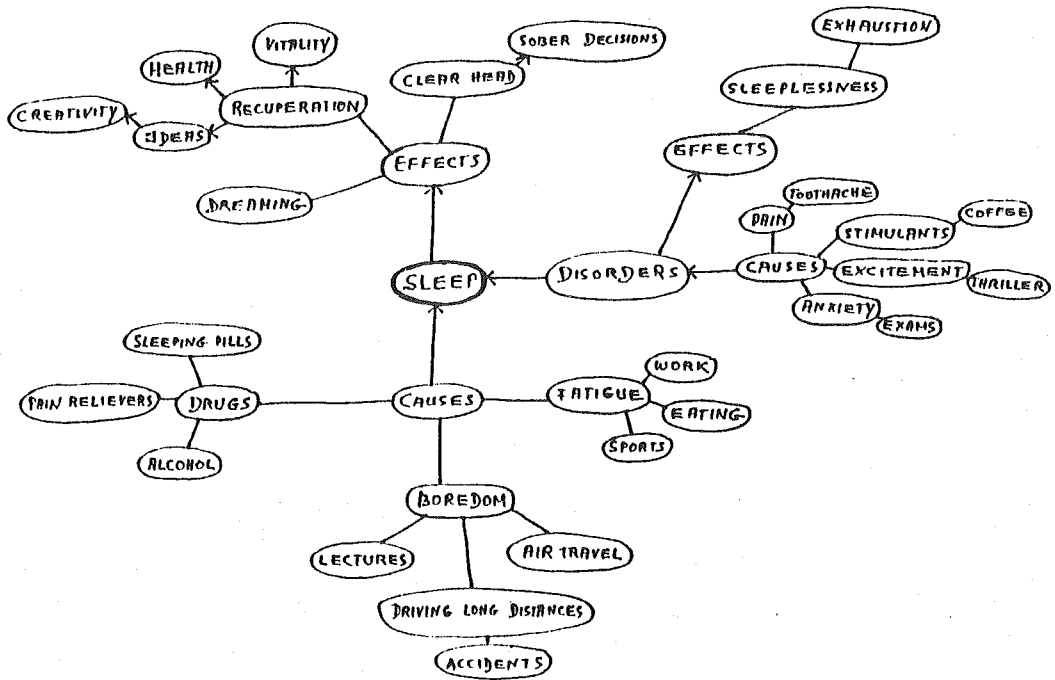 EXHAUSTION
VITALITY
SOBER DECISIONS
HEALTH
CLEAR HEAD
SLEEPLESSNESS
CREATIVITY
RECUPERATION
IDEAS
EFFECTS
EFFECTS
DREAMING
TOOTHACHE
PAIN
COFFEE
STIMULANTS
SLEEP
DISORDERS
CAUSES
EXCITEMENT
THRILLER
ANXIETY
EXAMS
SLEEPING PILLS
WORK
PAIN RELIEVERS
DRUGS
CAUSES
FATIGUE
EATING
SPORTS
ALCOHOL
BOREDOM
LECTURES
AIR TRAVEL
DRIVING LONG DISTANCES
ACCIDENTS